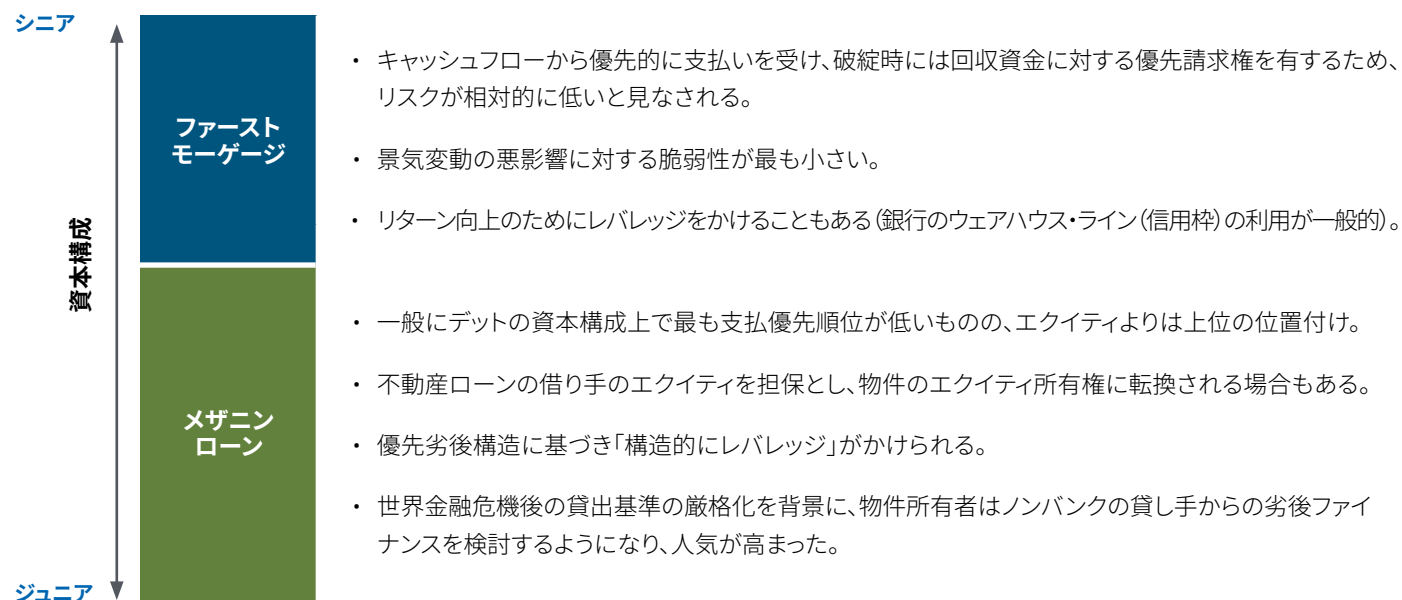 シニア
資本構成
ジュニア
ファースト
モーゲージ
・ キャッシュフローから優先的に支払いを受け、破綻時には回収資金に対する優先請求権を有するため、
リスクが相対的に低いと見なされる。
・ 景気変動の悪影響に対する脆弱性が最も小さい。
・ リターン向上のためにレバレッジをかけることもある（銀行のウェアハウス・ライン（信用枠）の利用が一般的）。
メザニン
ローン
・ 一般にデットの資本構成上で最も支払優先順位が低いものの、エクイティよりは上位の位置付け。
・ 不動産ローンの借り手のエクイティを担保とし、物件のエクイティ所有権に転換される場合もある。
・ 優先劣後構造に基づき「構造的にレバレッジ」がかけられる。
・ 世界金融危機後の貸出基準の厳格化を背景に、物件所有者はノンバンクの貸し手からの劣後ファイ
ナンスを検討するようになり、人気が高まった。